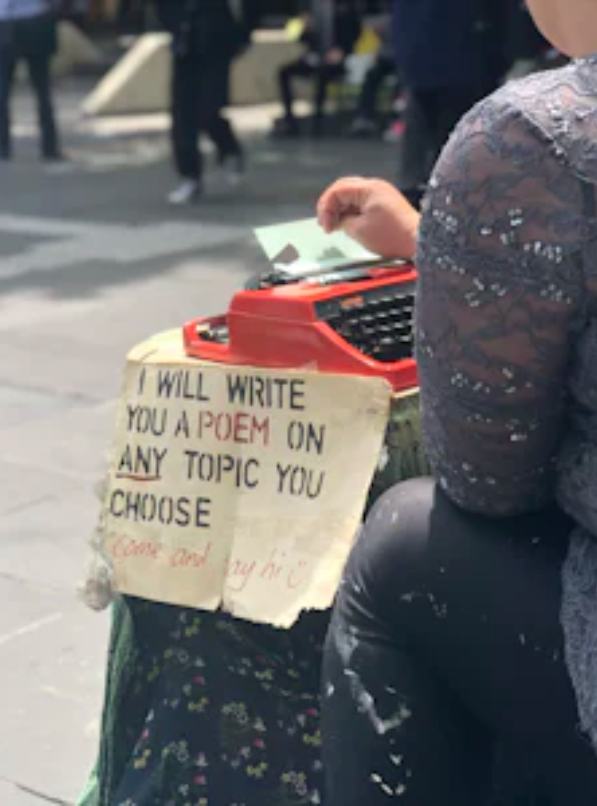 I WILL WRITE
YOU A POEM ON
ANY TOPIC YOU
CHOOSE
come and say hi ☺